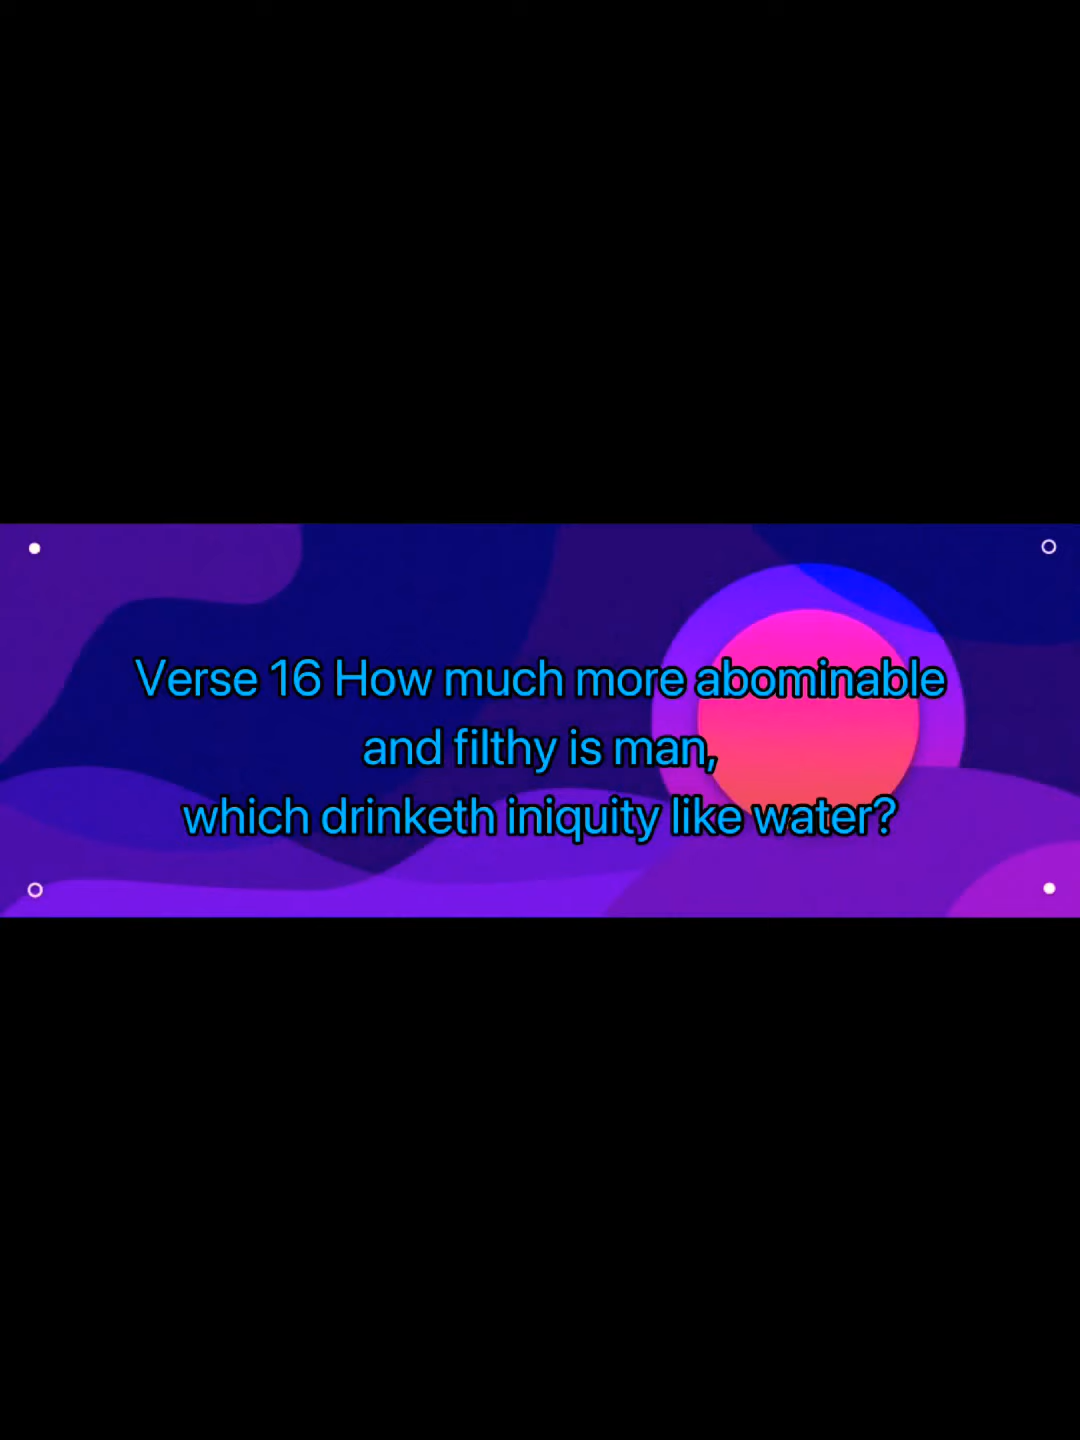 Verse 16 How much more abominable
and filthy is man,
which drinketh iniquity like water?